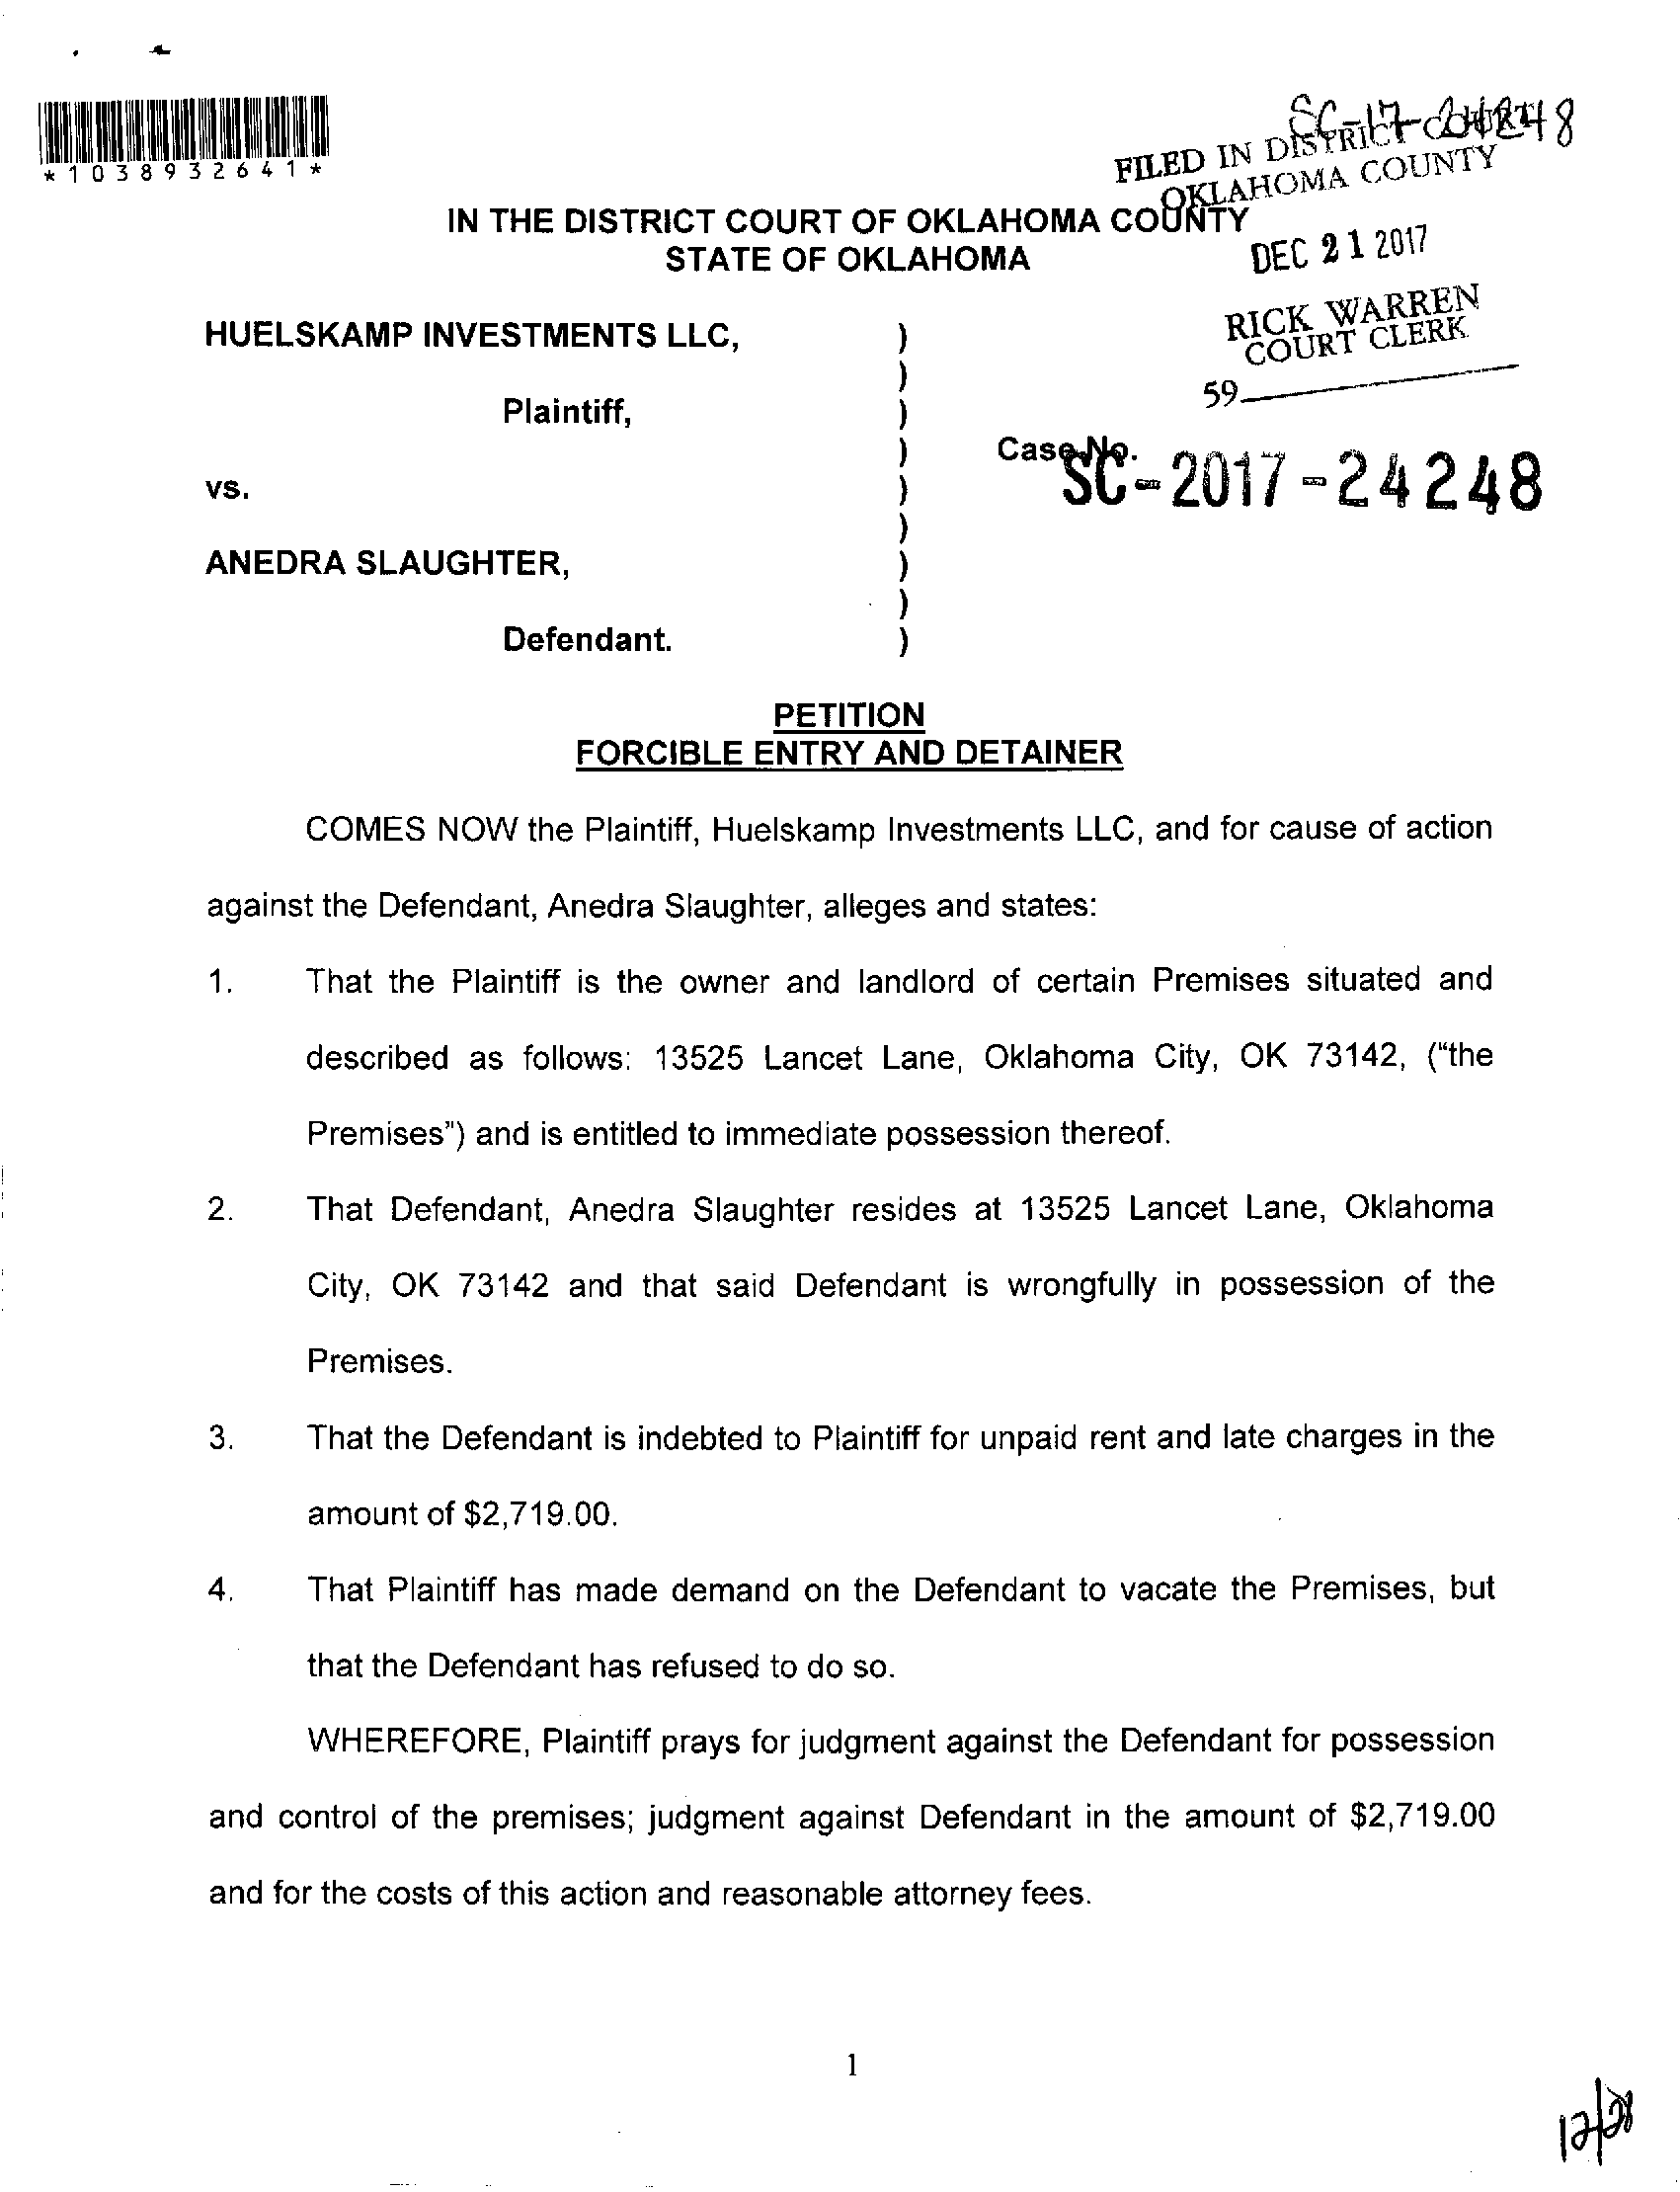 SC-17-24248
*1038932641*
FILED IN DISTRICT COURT
OKLAHOMA COUNTY
IN THE DISTRICT COURT OF OKLAHOMA COUNTY
STATE OF OKLAHOMA
DEC 21 2017
RICK WARREN
COURT CLERK
59
HUELSKAMP INVESTMENTS LLC, )
)
Plaintiff, )
) Case No.
SC-2017-24248
vs. )
)
ANEDRA SLAUGHTER, )
)
Defendant. )
PETITION
FORCIBLE ENTRY AND DETAINER
COMES NOW the Plaintiff, Huelskamp Investments LLC, and for cause of action
against the Defendant, Anedra Slaughter, alleges and states:
1. That the Plaintiff is the owner and landlord of certain Premises situated and
described as follows: 13525 Lancet Lane, Oklahoma City, OK 73142, ("the
Premises") and is entitled to immediate possession thereof.
2. That Defendant, Anedra Slaughter resides at 13525 Lancet Lane, Oklahoma
City, OK 73142 and that said Defendant is wrongfully in possession of the
Premises.
3. That the Defendant is indebted to Plaintiff for unpaid rent and late charges in the
amount of $2,719.00.
4. That Plaintiff has made demand on the Defendant to vacate the Premises, but
that the Defendant has refused to do so.
WHEREFORE, Plaintiff prays for judgment against the Defendant for possession
and control of the premises; judgment against Defendant in the amount of $2,719.00
and for the costs of this action and reasonable attorney fees.
1
12/28